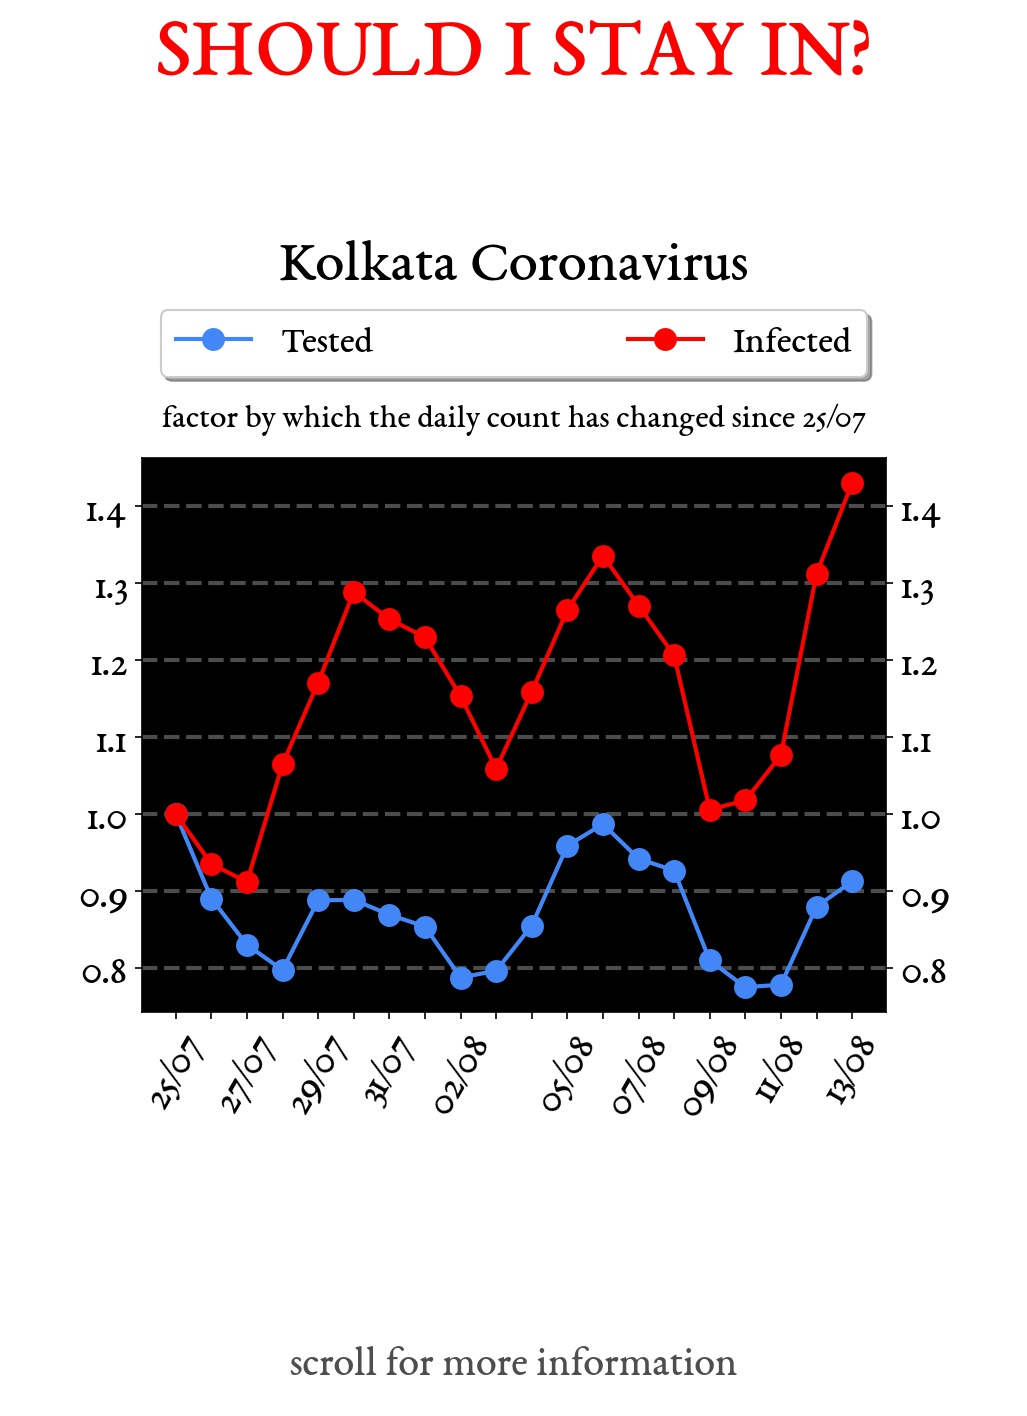 SHOULD I STAY IN?
Kolkata Coronavirus
Tested Infected
factor by which the daily count has changed since 25/07
1.4 1.4
1.3 1.3
1.2 1.2
1.1 1.1
1.0 1.0
0.9 0.9
0.8 0.8
25/07 27/07 29/07 31/07 02/08 05/08 07/08 09/08 11/08 13/08
scroll for more information